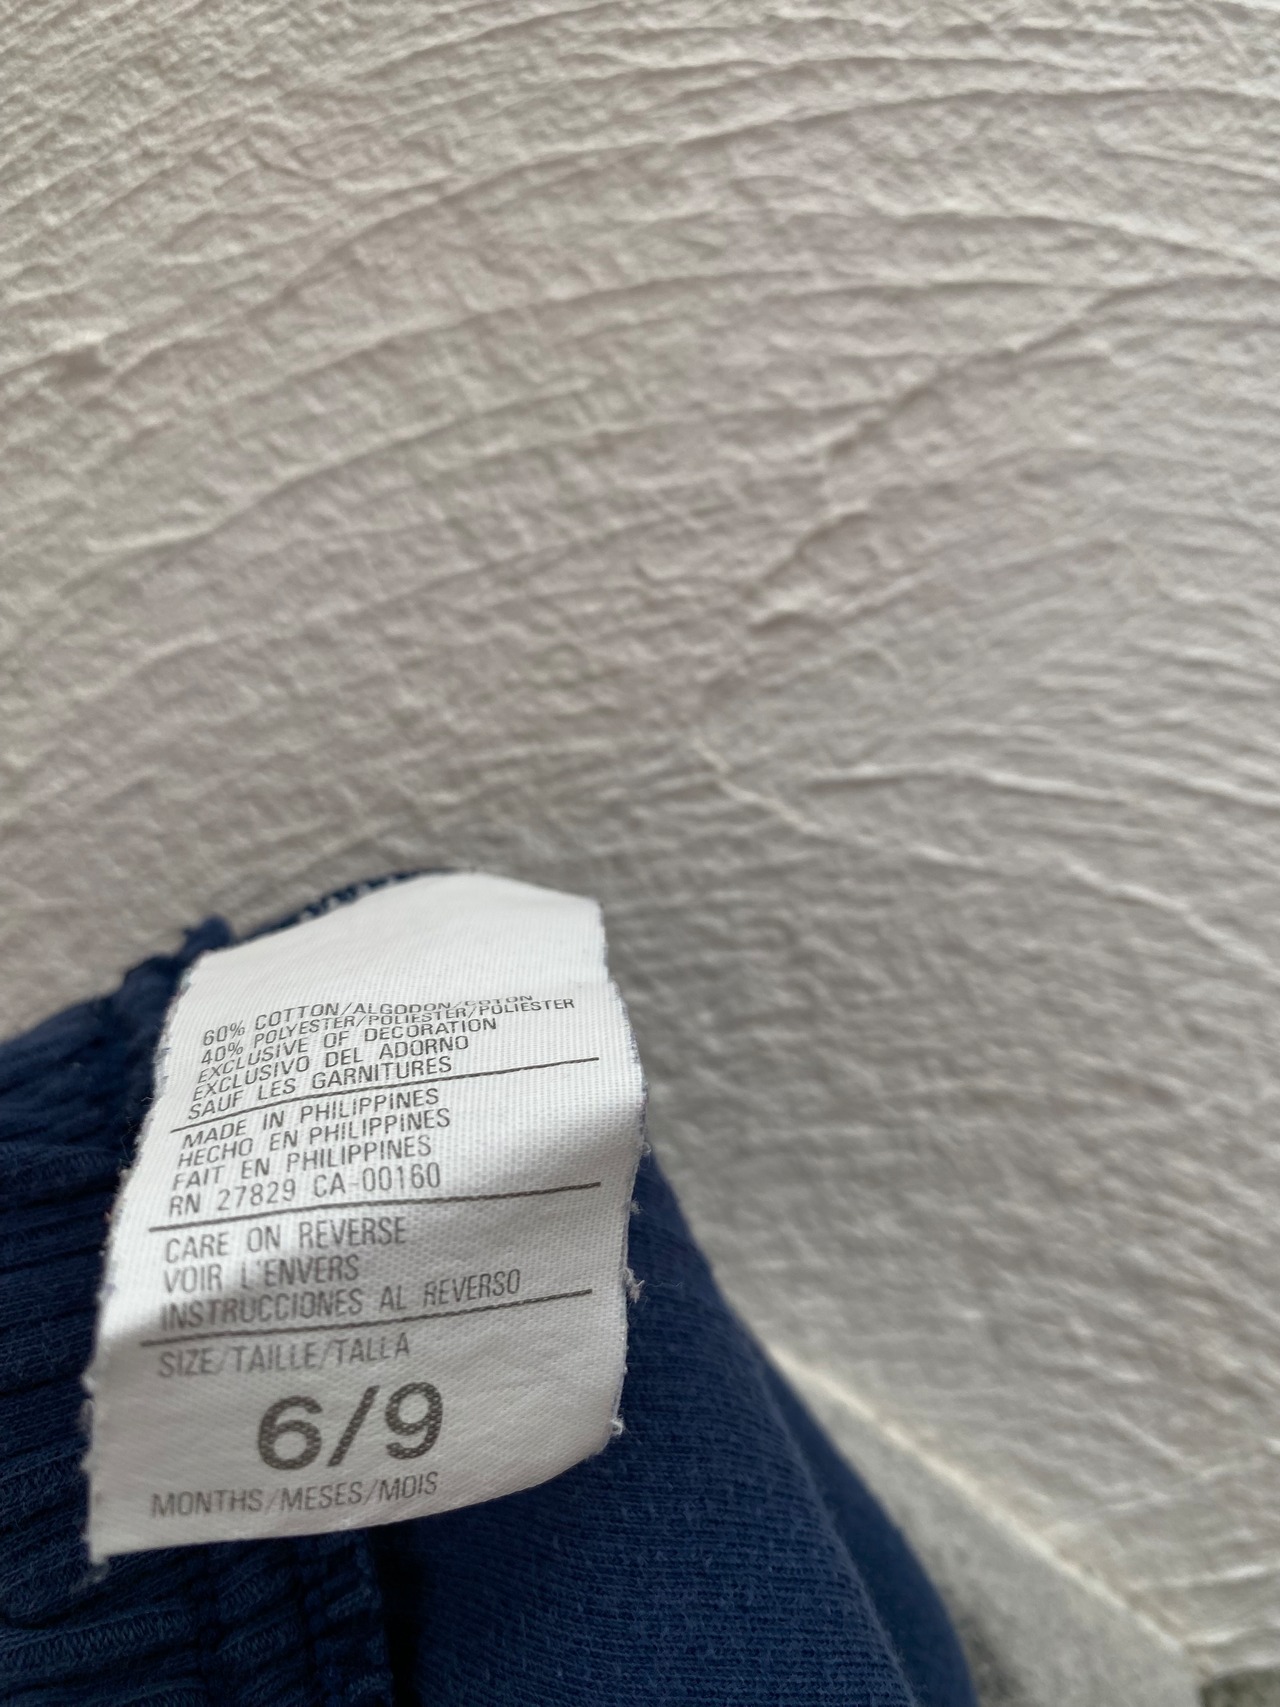 60% COTTON/ALGODON/COTON
40% POLYESTER/POLIESTER/POLIESTER
EXCLUSIVE OF DECORATION
EXCLUSIVO DEL ADORNO
SAUF LES GARNITURES
MADE IN PHILIPPINES
HECHO EN PHILIPPINES
FAIT EN PHILIPPINES
RN 27829 CA-00160
CARE ON REVERSE
VOIR L'ENVERS
INSTRUCCIONES AL REVERSO
SIZE/TAILLE/TALLA
6/9
MONTHS/MESES/MOIS